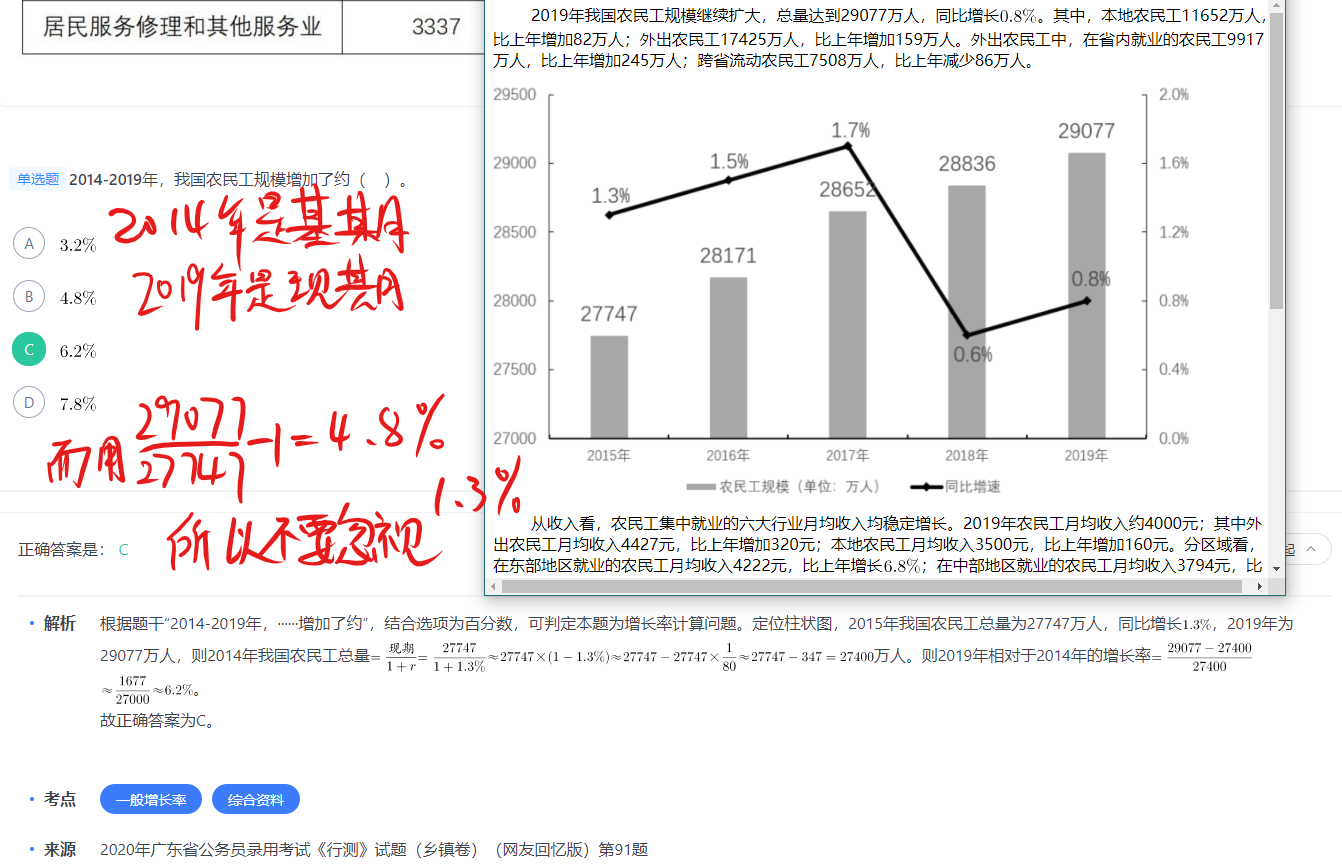 居民服务修理和其他服务业 3337
2019年我国农民工规模继续扩大，总量达到29077万人，同比增长0.8%。其中，本地农民工11652万人，
比上年增加82万人；外出农民工17425万人，比上年增加159万人。外出农民工中，在省内就业的农民工9917
万人，比上年增加245万人；跨省流动农民工7508万人，比上年减少86万人。
29500
29000
28500
28000
27500
27000
2.0%
1.6%
1.2%
0.8%
0.4%
0.0%
1.3%
1.5%
1.7%
0.6%
0.8%
27747
28171
28652
28836
29077
2015年 2016年 2017年 2018年 2019年
农民工规模（单位：万人） 同比增速
从收入看，农民工集中就业的六大行业月均收入均稳定增长。2019年农民工月均收入约4000元；其中外
出农民工月均收入4427元，比上年增加320元；本地农民工月均收入3500元，比上年增加160元。分区域看，
在东部地区就业的农民工月均收入4222元，比上年增长6.8%；在中部地区就业的农民工月均收入3794元，比
单选题 2014-2019年，我国农民工规模增加了约（ ）。
A 3.2%
B 4.8%
C 6.2%
D 7.8%
2014年是基其月
2019年是现其月
而用 29077/27747 -1=4.8%
1.3%
所以不要忽视
正确答案是： C
起
解析 根据题干“2014-2019年，……增加了约”，结合选项为百分数，可判定本题为增长率计算问题。定位柱状图，2015年我国农民工总量为27747万人，同比增长1.3%，2019年为
29077万人，则2014年我国农民工总量= 现期/1+r = 27747/1+1.3% ≈27747×(1−1.3%)≈27747−27747×1/80≈27747−347=27400万人。则2019年相对于2014年的增长率= 29077−27400/27400
≈1677/27000≈6.2%。
故正确答案为C。
考点 一般增长率 综合资料
来源 2020年广东省公务员录用考试《行测》试题（乡镇卷）（网友回忆版）第91题